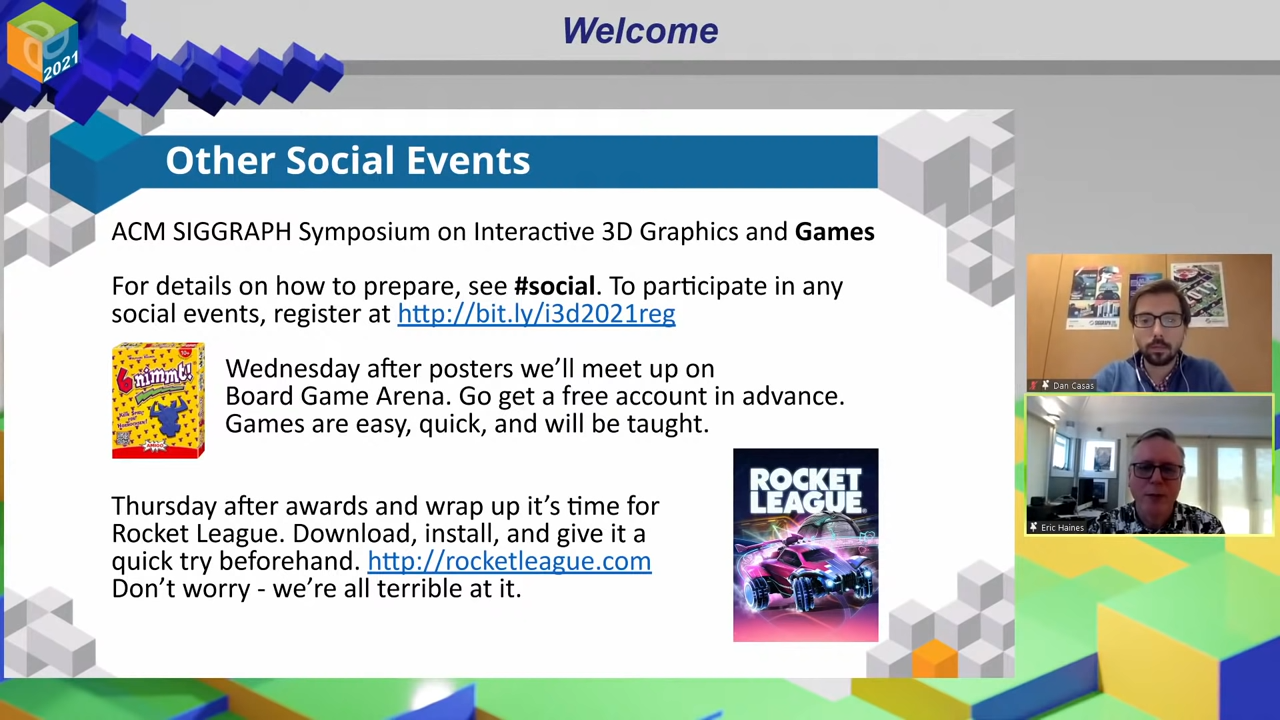 Welcome
2021
Other Social Events
ACM SIGGRAPH Symposium on Interactive 3D Graphics and Games
For details on how to prepare, see #social. To participate in any
social events, register at http://bit.ly/i3d2021reg
6 nimmt!
AMIGO
Wednesday after posters we’ll meet up on
Board Game Arena. Go get a free account in advance.
Games are easy, quick, and will be taught.
Thursday after awards and wrap up it’s time for
Rocket League. Download, install, and give it a
quick try beforehand. http://rocketleague.com
Don’t worry - we’re all terrible at it.
ROCKET
LEAGUE
Dan Casas
Eric Haines